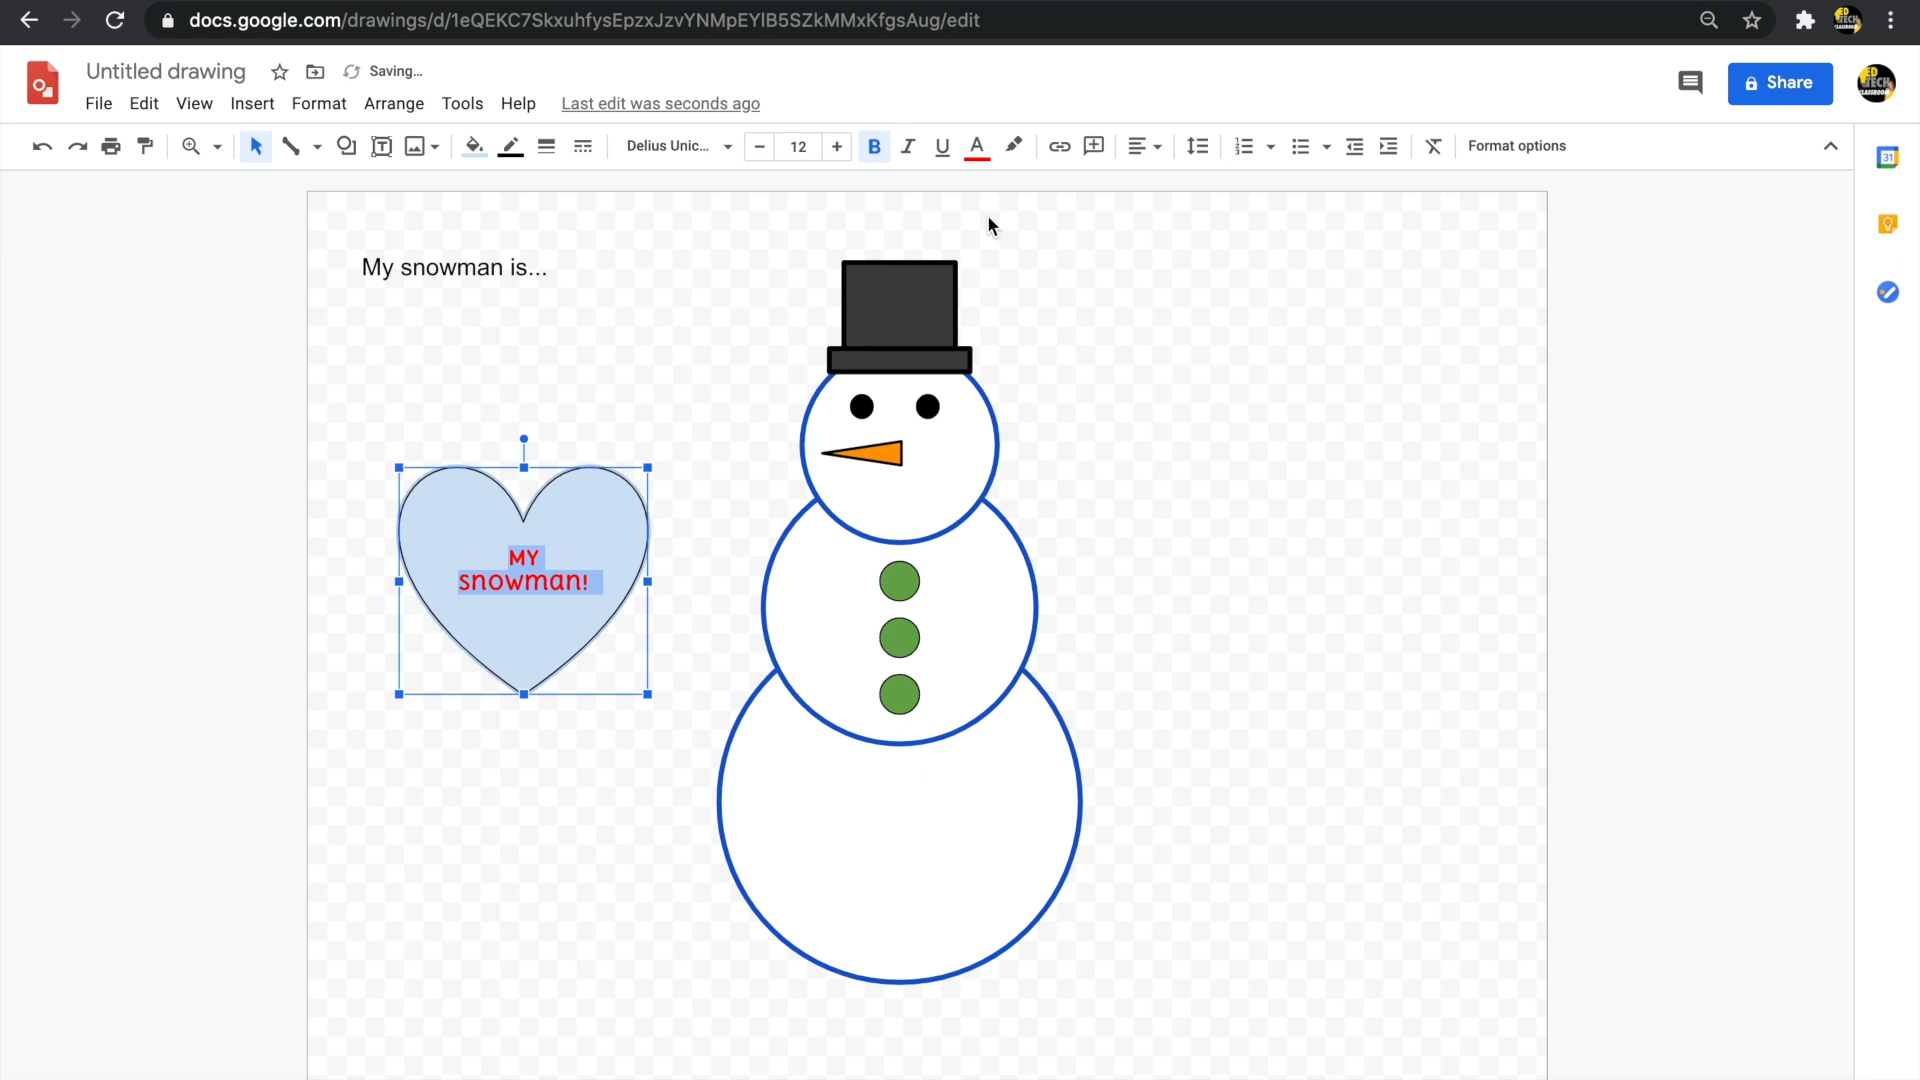 docs.google.com/drawings/d/1eQEKC7SkxuhfysEpzxJzvYNMpEYIB5SZkMMxKfgsAug/edit
Untitled drawing Saving...
File Edit View Insert Format Arrange Tools Help Last edit was seconds ago
Share
Delius Unic... 12 B I U A Format options
31
My snowman is...
MY
snowman!